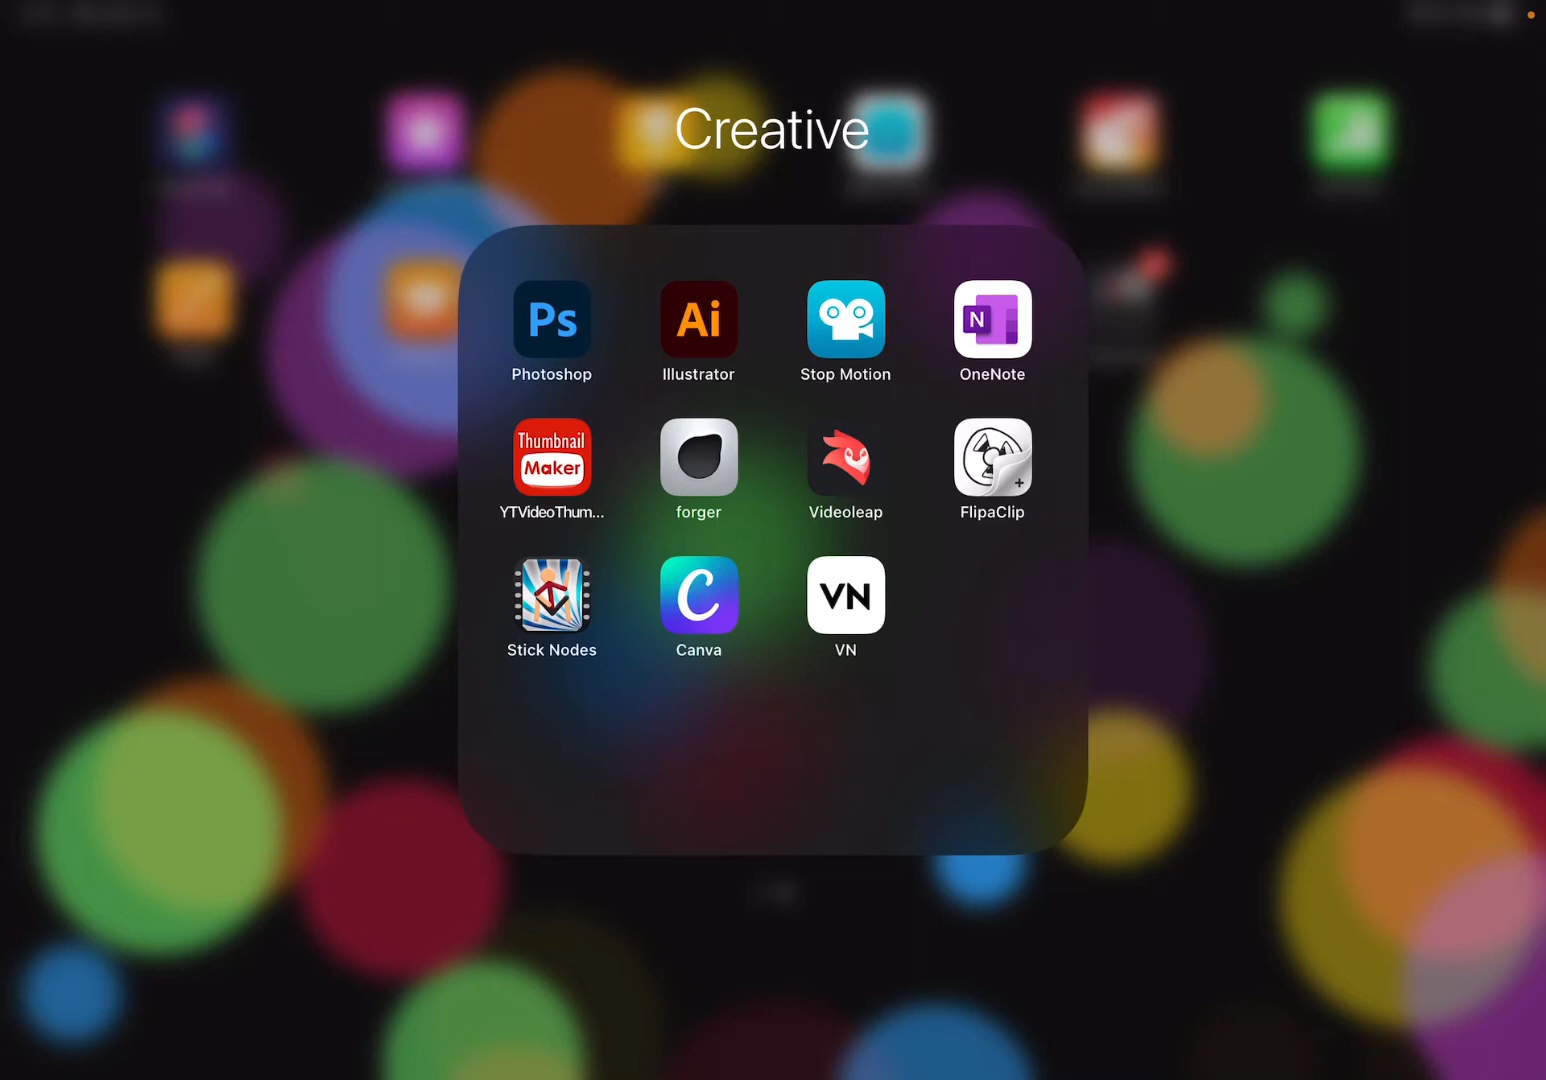 Creative
Ps
Ai
N
Photoshop
Illustrator
Stop Motion
OneNote
Thumbnail
Maker
YTVideoThum...
forger
Videoleap
FlipaClip
C
VN
Stick Nodes
Canva
VN